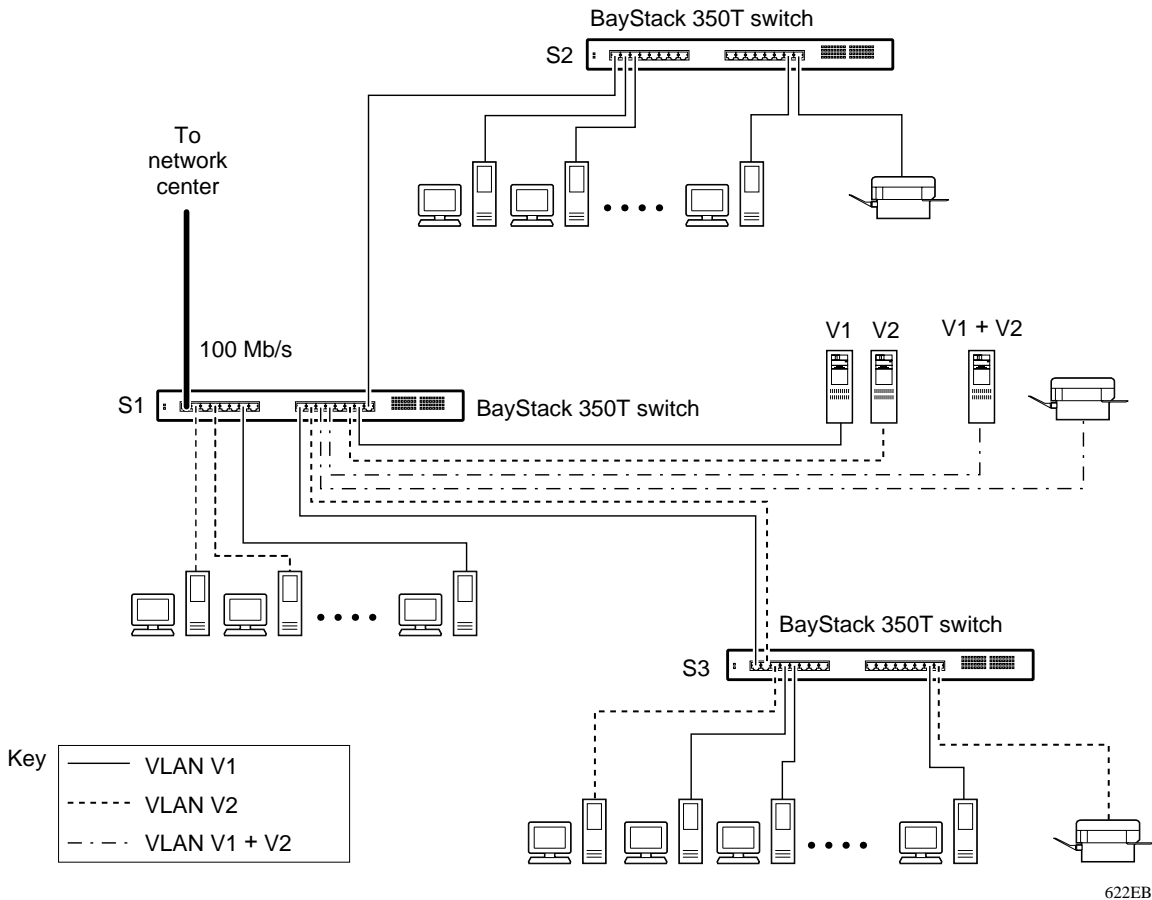 BayStack 350T switch
S2
To
network
center
100 Mb/s
V1 V2 V1 + V2
S1
BayStack 350T switch
BayStack 350T switch
S3
Key
VLAN V1
VLAN V2
VLAN V1 + V2
622EB